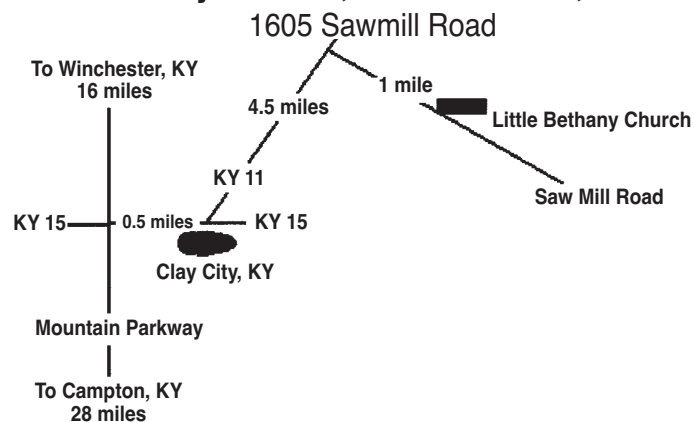 1605 Sawmill Road
To Winchester, KY
16 miles
1 mile
4.5 miles
Little Bethany Church
KY 11
Saw Mill Road
KY 15
0.5 miles
KY 15
Clay City, KY
Mountain Parkway
To Campton, KY
28 miles